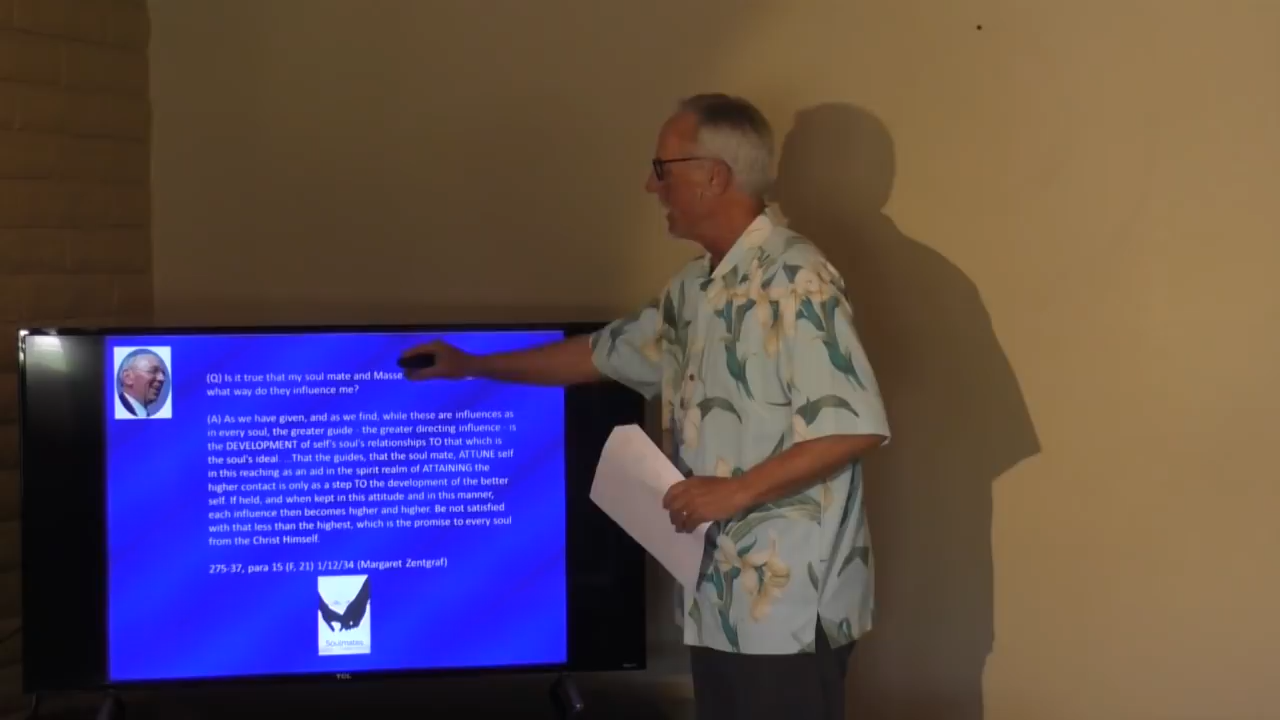 (Q) Is it true that my soul mate and Masse
what way do they influence me?
(A) As we have given, and as we find, while these are influences as
in every soul, the greater guide - the greater directing influence - is
the DEVELOPMENT of self's soul's relationships TO that which is
the soul's ideal. ...That the guides, that the soul mate, ATTUNE self
in this reaching as an aid in the spirit realm of ATTAINING the
higher contact is only as a step TO the development of the better
self. If held, and when kept in this attitude and in this manner,
each influence then becomes higher and higher. Be not satisfied
with that less than the highest, which is the promise to every soul
from the Christ Himself.
275-37, para 15 (F, 21) 1/12/34 (Margaret Zentgraf)
Soulmates
TCL